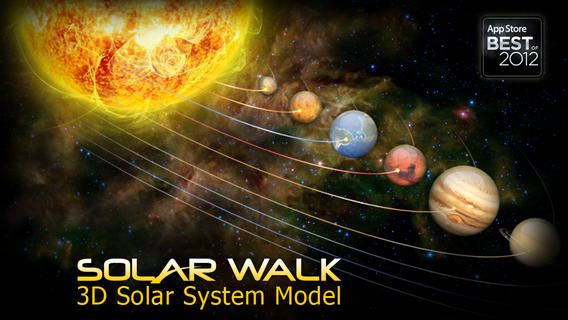 App Store
BEST OF
2012
SOLAR WALK
3D Solar System Model